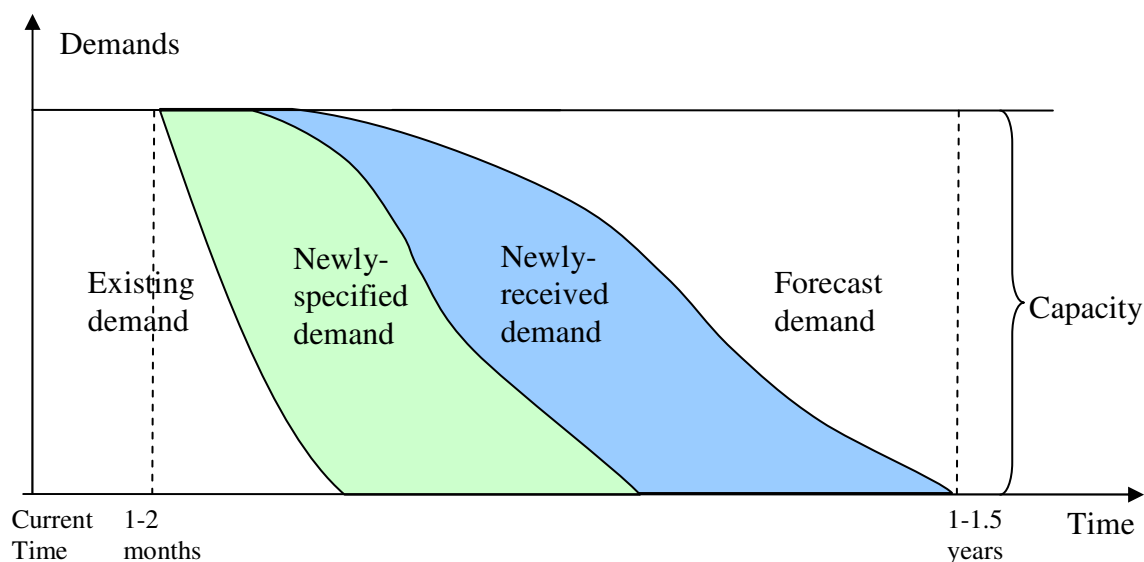 Demands
Existing
demand
Newly-
specified
demand
Newly-
received
demand
Forecast
demand
Capacity
Current
Time
1-2
months
1-1.5
years
Time